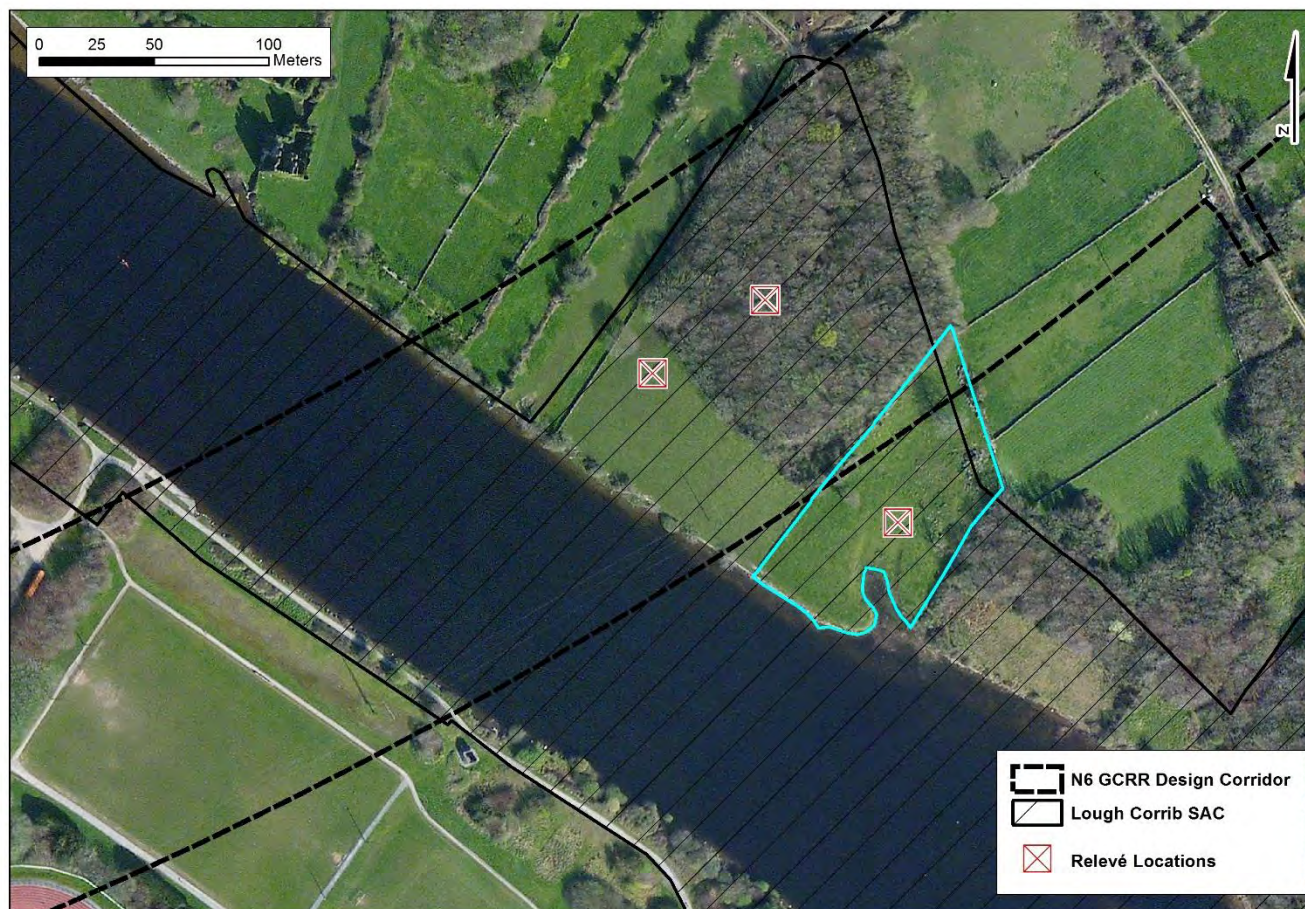 0 25 50 100
Meters
N
N6 GCRR Design Corridor
Lough Corrib SAC
Relevé Locations